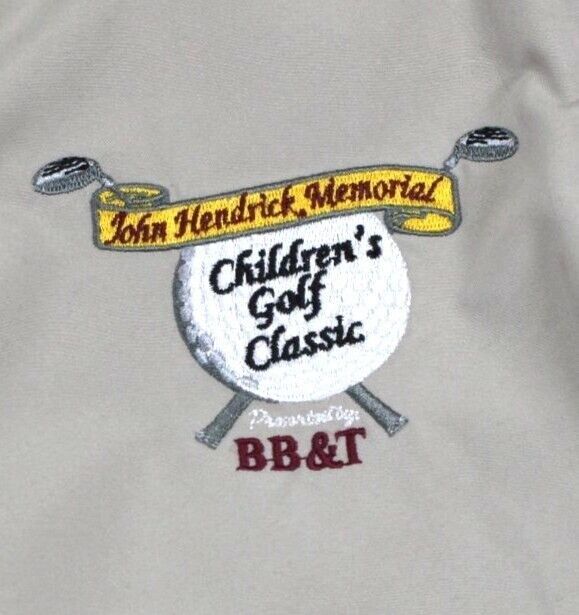 John Hendrick Memorial
Children's
Golf
Classic
Presented by:
BB&T